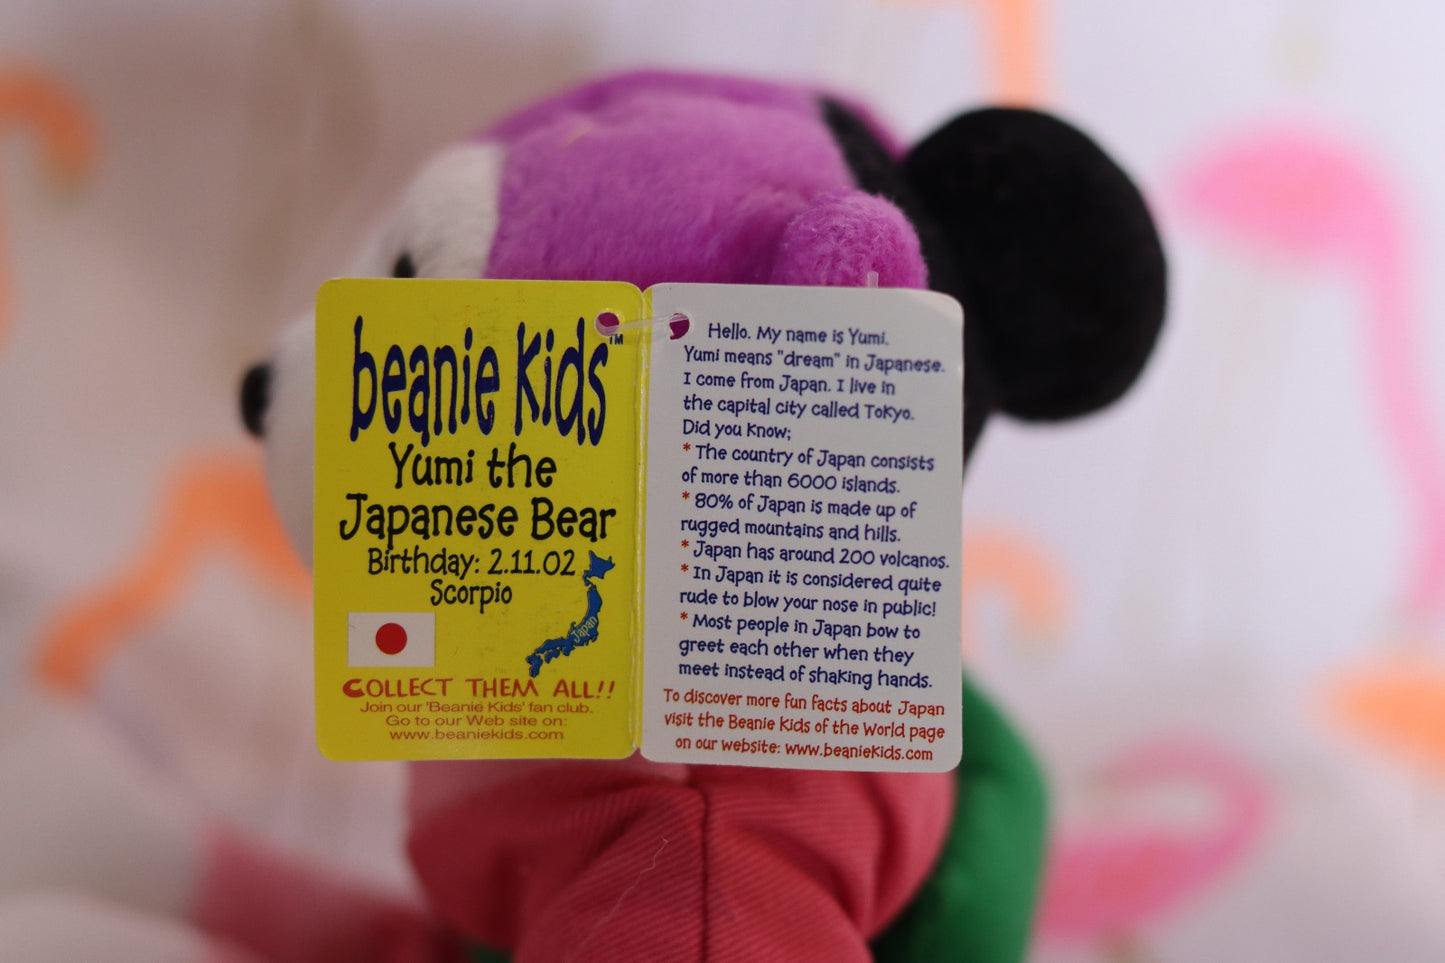 beanie Kids™
Yumi the
Japanese Bear
Birthday: 2.11.02
Scorpio
Japan
COLLECT THEM ALL!!
Join our 'Beanie Kids' fan club.
Go to our Web site on:
www.beaniekids.com
Hello. My name is Yumi.
Yumi means "dream" in Japanese.
I come from Japan. I live in
the capital city called Tokyo.
Did you know;
* The country of Japan consists
of more than 6000 islands.
* 80% of Japan is made up of
rugged mountains and hills.
* Japan has around 200 volcanos.
* In Japan it is considered quite
rude to blow your nose in public!
* Most people in Japan bow to
greet each other when they
meet instead of shaking hands.
To discover more fun facts about Japan
visit the Beanie Kids of the World page
on our website: www.beaniekids.com